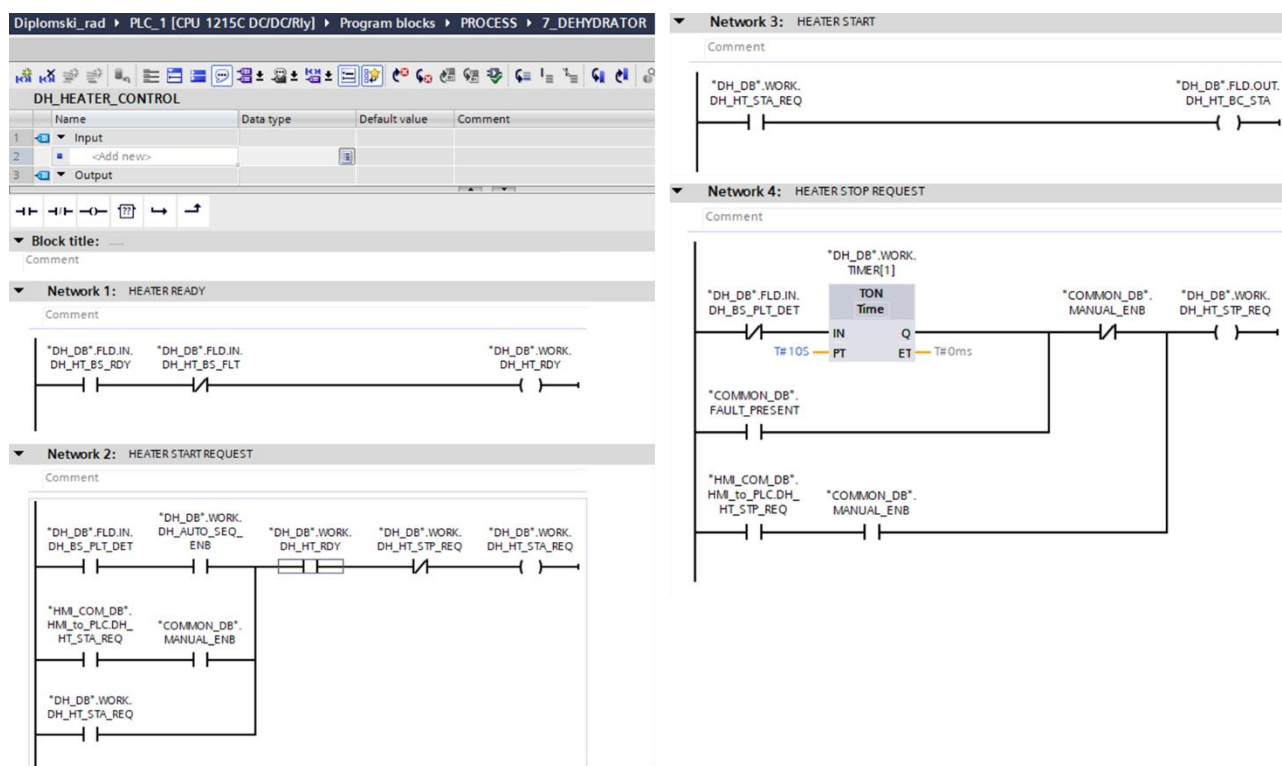 Diplomski_rad ▸ PLC_1 [CPU 1215C DC/DC/Rly] ▸ Program blocks ▸ PROCESS ▸ 7_DEHYDRATOR
DH_HEATER_CONTROL
Name Data type Default value Comment
1 Input
2 <Add new>
3 Output
??
Block title: .....
Comment
Network 1: HEATER READY
Comment
"DH_DB".FLD.IN. "DH_DB".FLD.IN. "DH_DB".WORK.
DH_HT_BS_RDY DH_HT_BS_FLT DH_HT_RDY
Network 2: HEATER START REQUEST
Comment
"DH_DB".WORK.
"DH_DB".FLD.IN. DH_AUTO_SEQ_ "DH_DB".WORK. "DH_DB".WORK. "DH_DB".WORK.
DH_BS_PLT_DET ENB DH_HT_RDY DH_HT_STP_REQ DH_HT_STA_REQ
"HMI_COM_DB".
HMI_to_PLC.DH_ "COMMON_DB".
HT_STA_REQ MANUAL_ENB
"DH_DB".WORK.
DH_HT_STA_REQ
Network 3: HEATER START
Comment
"DH_DB".WORK. "DH_DB".FLD.OUT.
DH_HT_STA_REQ DH_HT_BC_STA
Network 4: HEATER STOP REQUEST
Comment
"DH_DB".WORK.
TIMER[1]
"DH_DB".FLD.IN. TON "COMMON_DB". "DH_DB".WORK.
DH_BS_PLT_DET Time MANUAL_ENB DH_HT_STP_REQ
IN Q
T#10S PT ET T#0ms
"COMMON_DB".
FAULT_PRESENT
"HMI_COM_DB".
HMI_to_PLC.DH_ "COMMON_DB".
HT_STP_REQ MANUAL_ENB